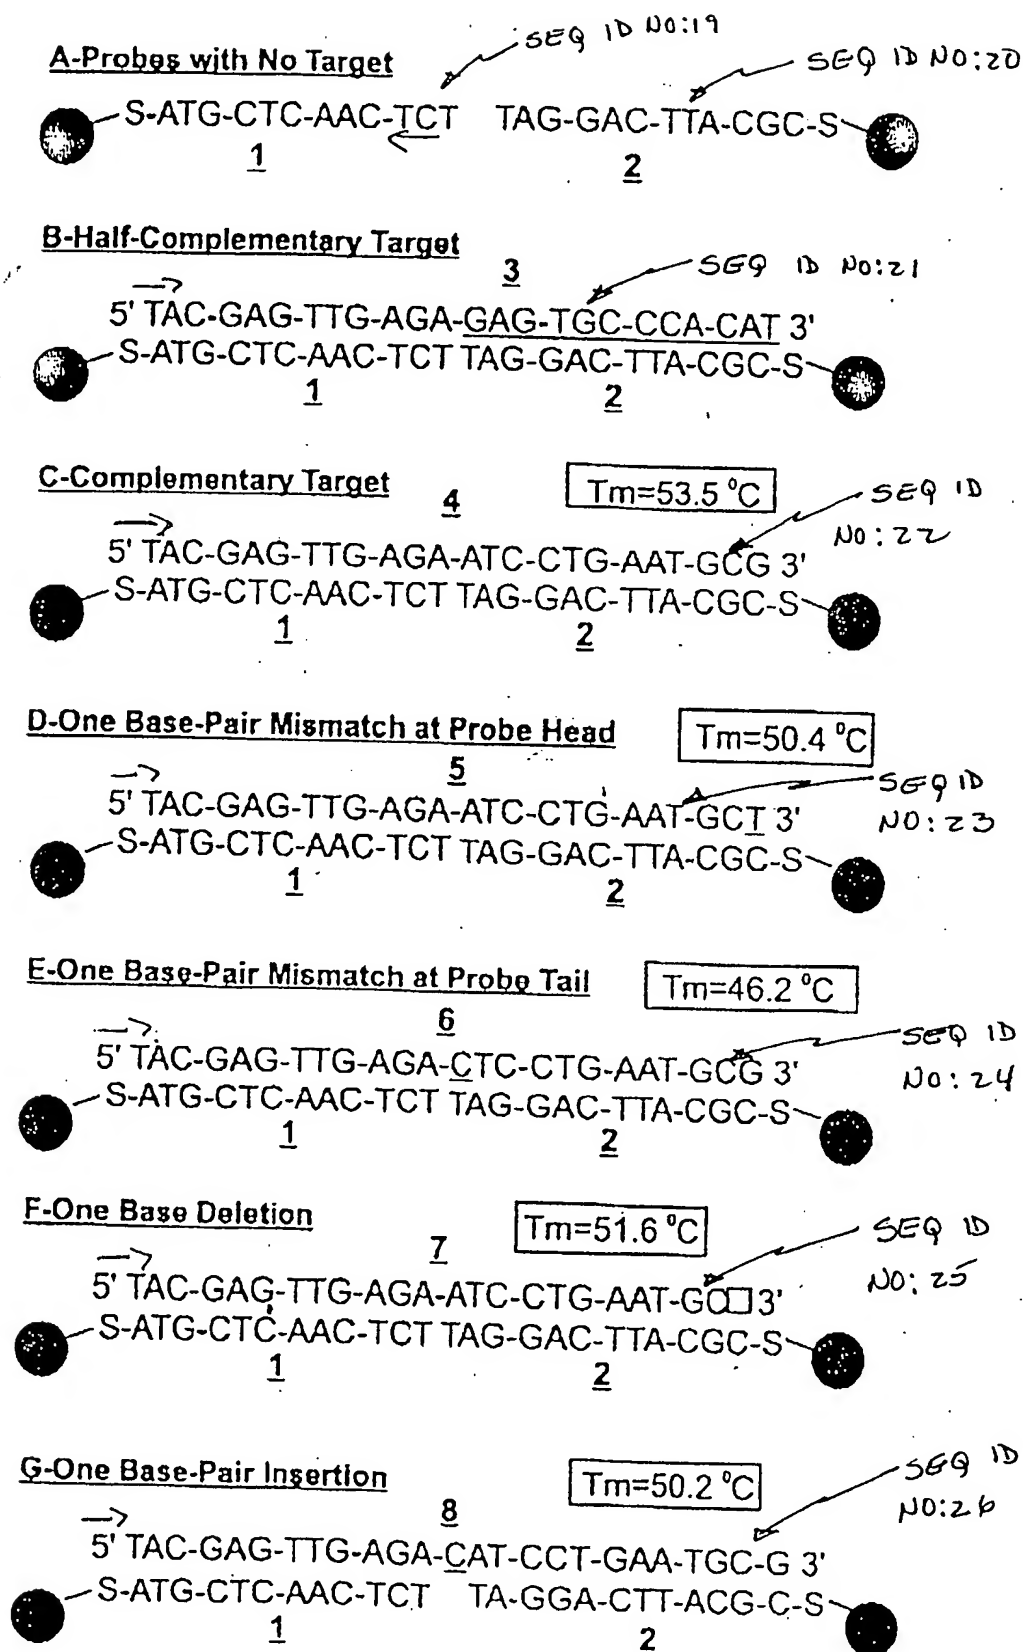 SEQ ID NO:19
A-Probes with No Target
SEQ ID NO:20
S-ATG-CTC-AAC-TCT TAG-GAC-TTA-CGC-S
1 2
B-Half-Complementary Target
3
SEQ ID NO:21
5' TAC-GAG-TTG-AGA-GAG-TGC-CCA-CAT 3'
S-ATG-CTC-AAC-TCT TAG-GAC-TTA-CGC-S
1 2
C-Complementary Target
4
Tm=53.5 °C
SEQ ID
NO:22
5' TAC-GAG-TTG-AGA-ATC-CTG-AAT-GCG 3'
S-ATG-CTC-AAC-TCT TAG-GAC-TTA-CGC-S
1 2
D-One Base-Pair Mismatch at Probe Head
Tm=50.4 °C
5
SEQ ID
NO:23
5' TAC-GAG-TTG-AGA-ATC-CTG-AAT-GCT 3'
S-ATG-CTC-AAC-TCT TAG-GAC-TTA-CGC-S
1 2
E-One Base-Pair Mismatch at Probe Tail
Tm=46.2 °C
6
SEQ ID
NO:24
5' TAC-GAG-TTG-AGA-CTC-CTG-AAT-GCG 3'
S-ATG-CTC-AAC-TCT TAG-GAC-TTA-CGC-S
1 2
F-One Base Deletion
Tm=51.6 °C
7
SEQ ID
NO:25
5' TAC-GAG-TTG-AGA-ATC-CTG-AAT-GC□ 3'
S-ATG-CTC-AAC-TCT TAG-GAC-TTA-CGC-S
1 2
G-One Base-Pair Insertion
Tm=50.2 °C
8
SEQ ID
NO:26
5' TAC-GAG-TTG-AGA-CAT-CCT-GAA-TGC-G 3'
S-ATG-CTC-AAC-TCT TA-GGA-CTT-ACG-C-S
1 2